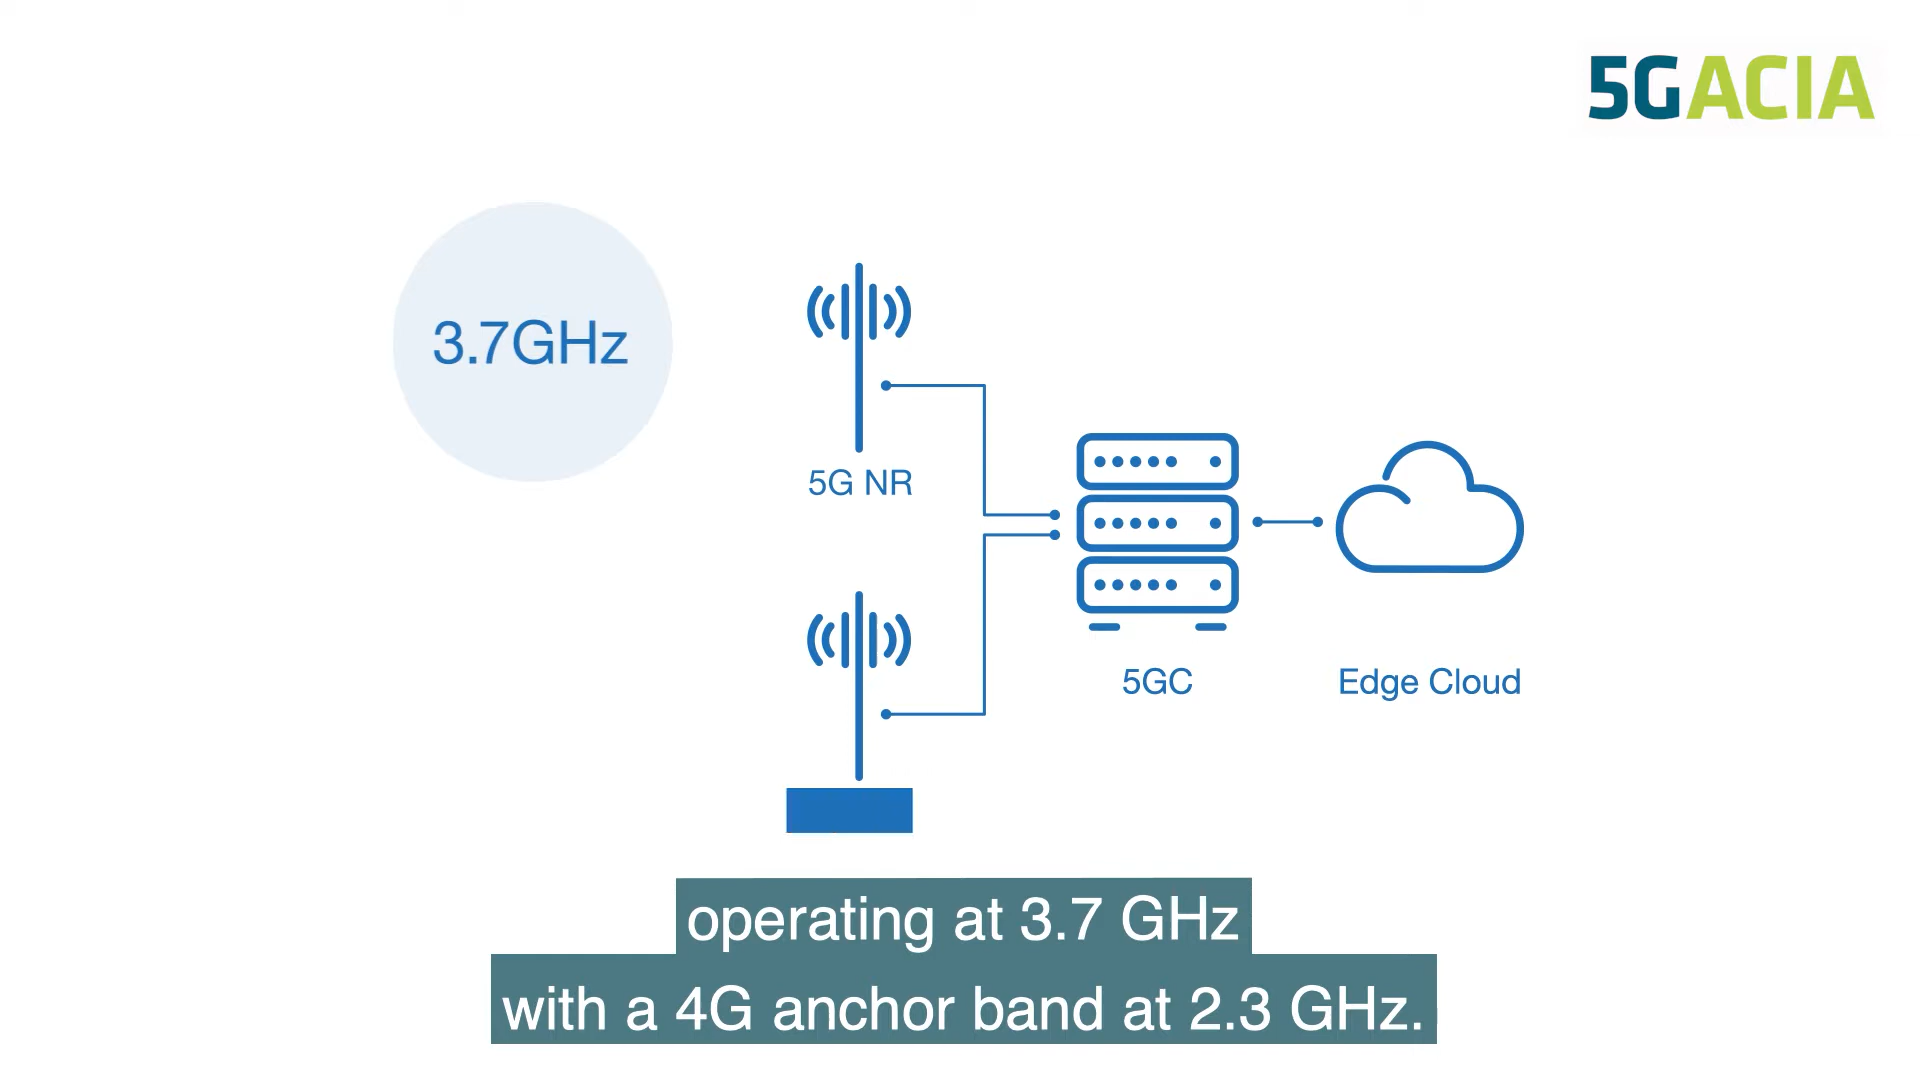 5GACIA
3.7GHz
5G NR
5GC
Edge Cloud
operating at 3.7 GHz
with a 4G anchor band at 2.3 GHz.